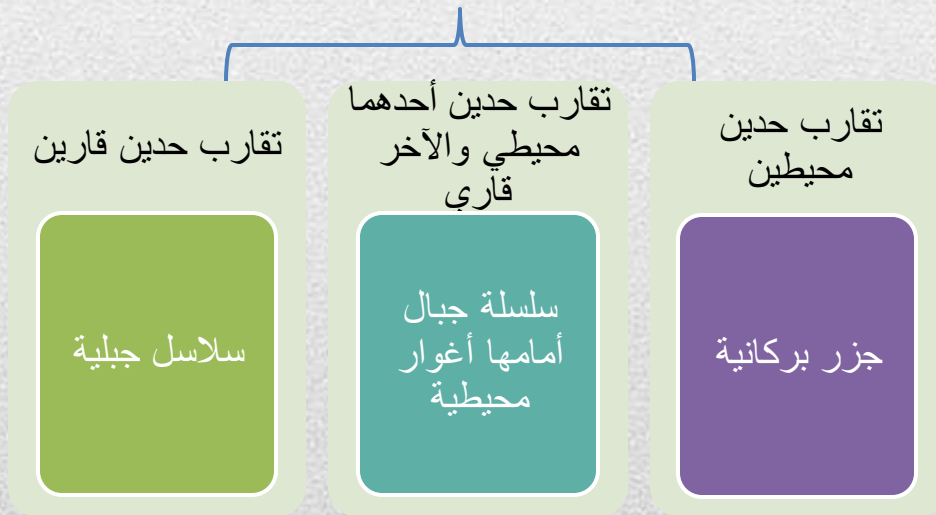 تقارب حدين
محيطين
جزر بركانية
تقارب حدين أحدهما
محيطي والآخر
قاري
سلسلة جبال
أمامها أغوار
محيطية
تقارب حدين قارين
سلاسل جبلية